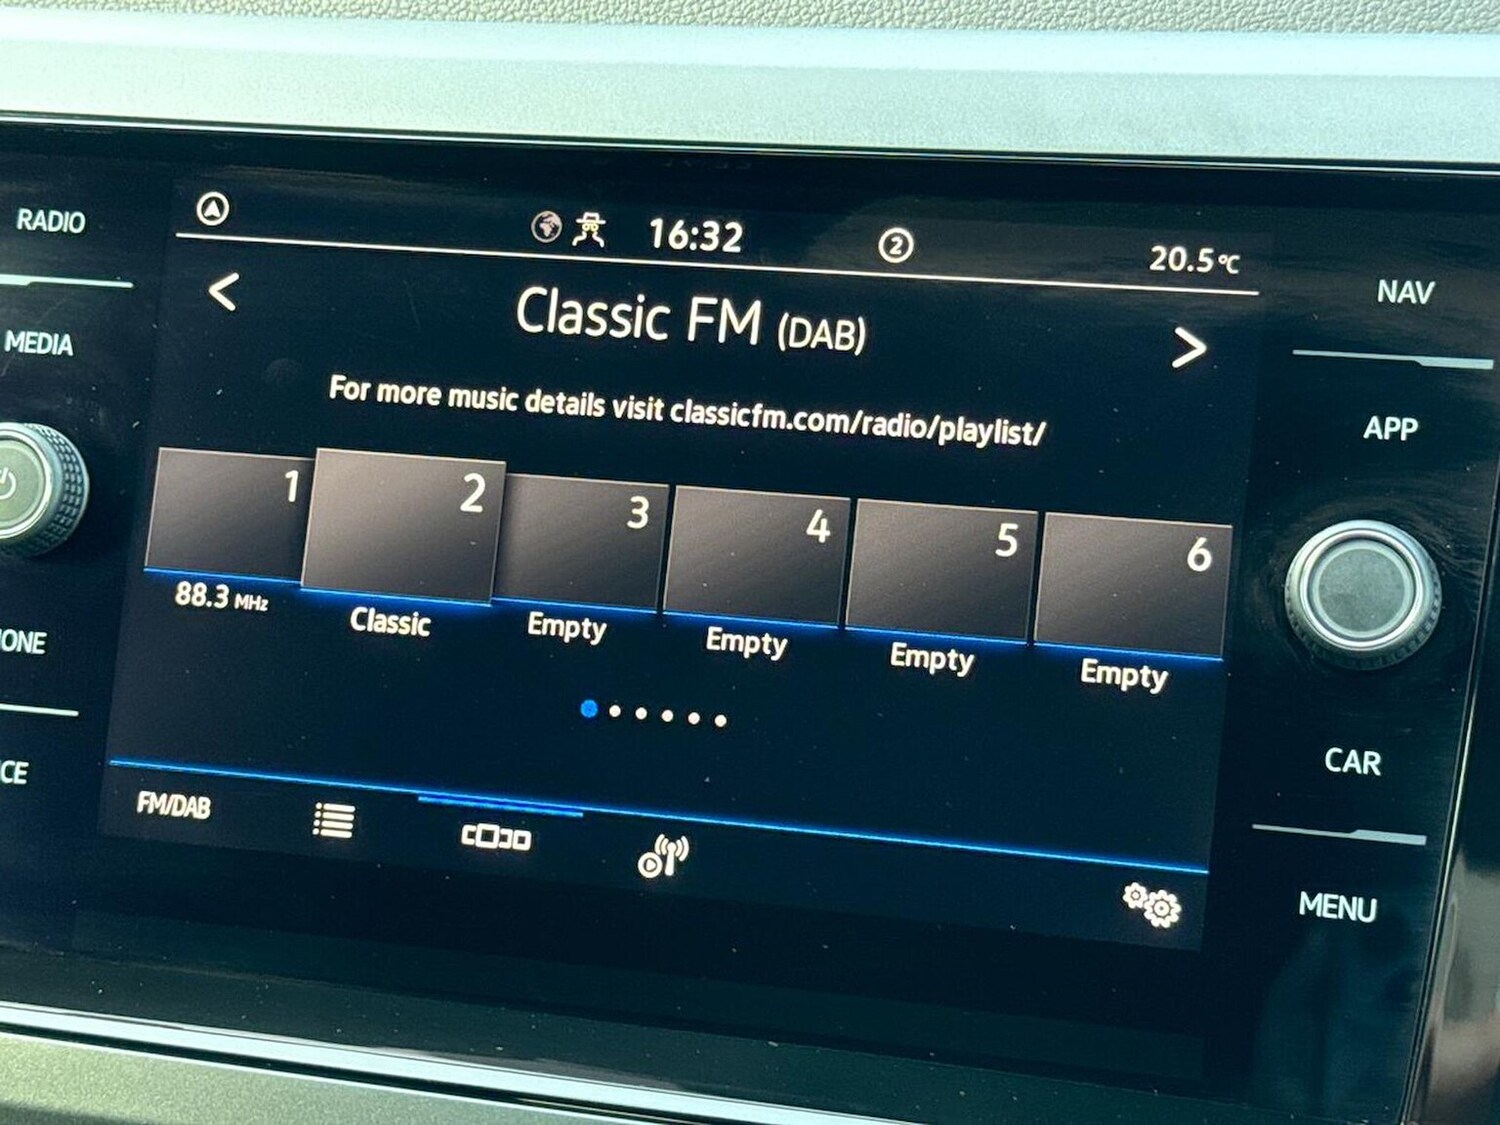 RADIO
MEDIA
ONE
CE
16:32
2
20.5°C
Classic FM (DAB)
For more music details visit classicfm.com/radio/playlist/
1
2
3
4
5
6
88.3 MHz
Classic
Empty
Empty
Empty
Empty
FM/DAB
NAV
APP
CAR
MENU